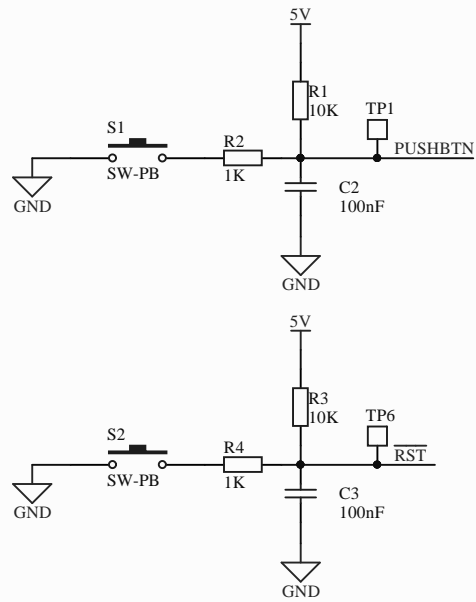 5V
R1
10K
TP1
S1
R2
PUSHBTN
SW-PB
1K
C2
100nF
GND
GND
5V
R3
10K
TP6
S2
R4
RST
SW-PB
1K
C3
100nF
GND
GND